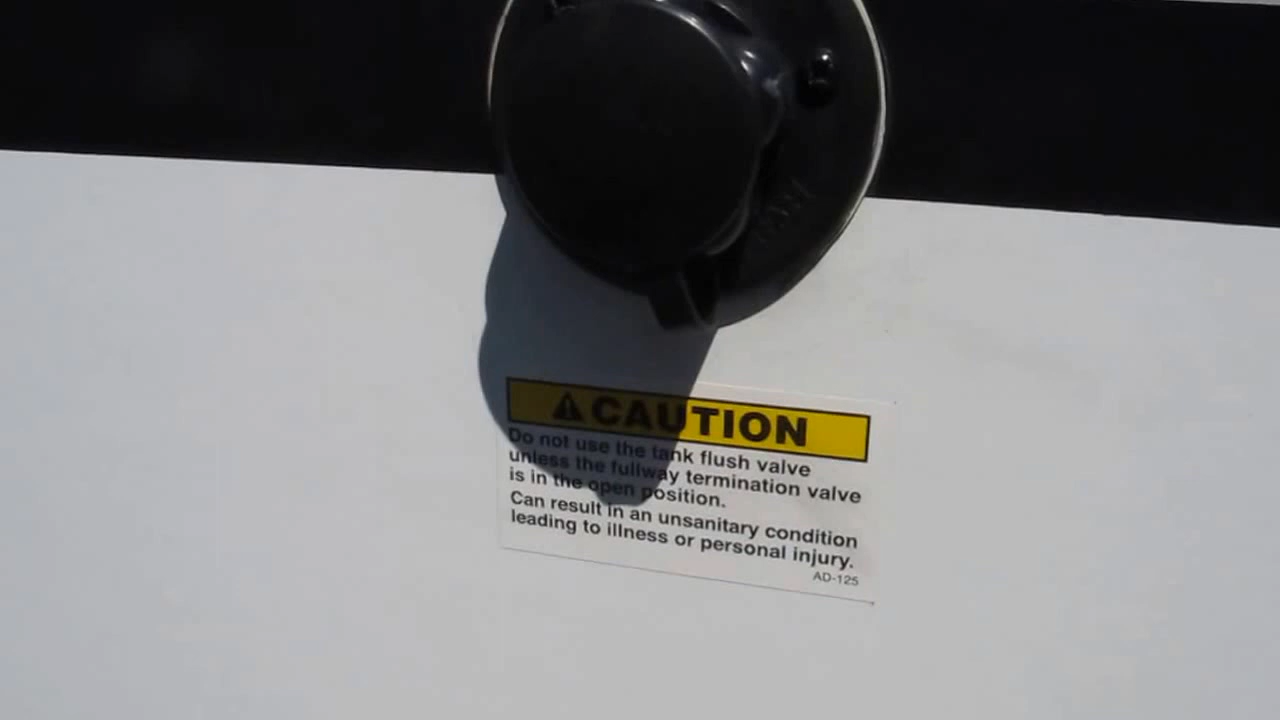 CAUTION
Do not use the tank flush valve
unless the fullway termination valve
is in the open position.
Can result in an unsanitary condition
leading to illness or personal injury.
AD-125